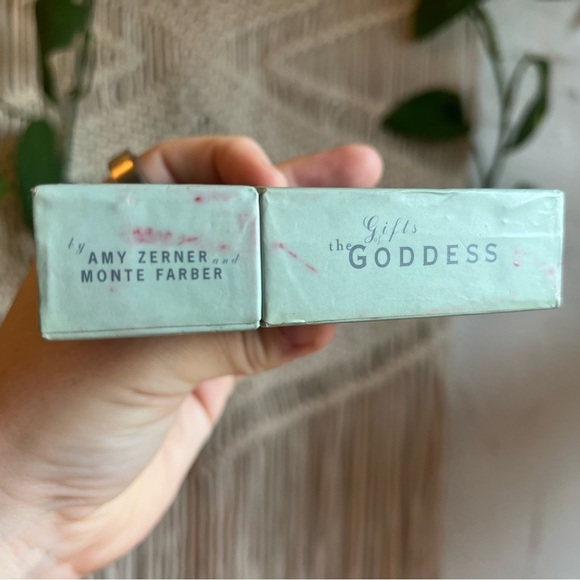 by AMY ZERNER and
MONTE FARBER
Gifts
the GODDESS